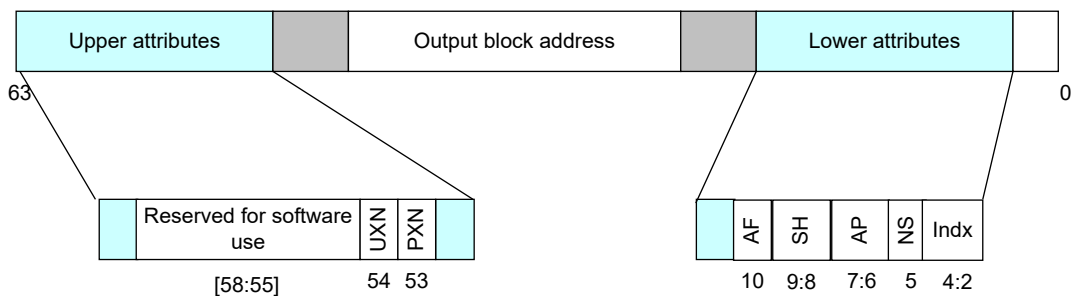 Upper attributes
Output block address
Lower attributes
63
0
Reserved for software
use
UXN
PXN
AF
SH
AP
NS
Indx
[58:55]
54
53
10
9:8
7:6
5
4:2